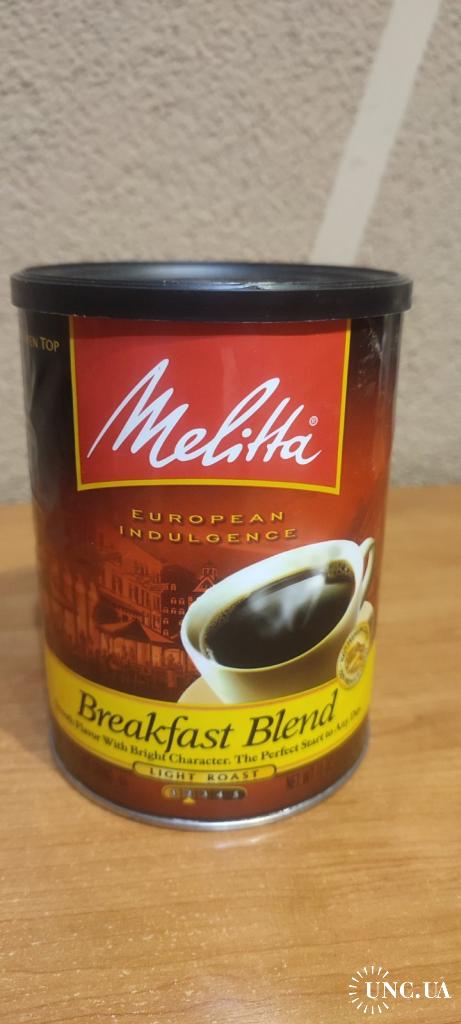 TOP
Melitta®
EUROPEAN
INDULGENCE
Breakfast Blend
Flavor With Bright Character. The Perfect Start to Any Day.
LIGHT ROAST
UNC.UA